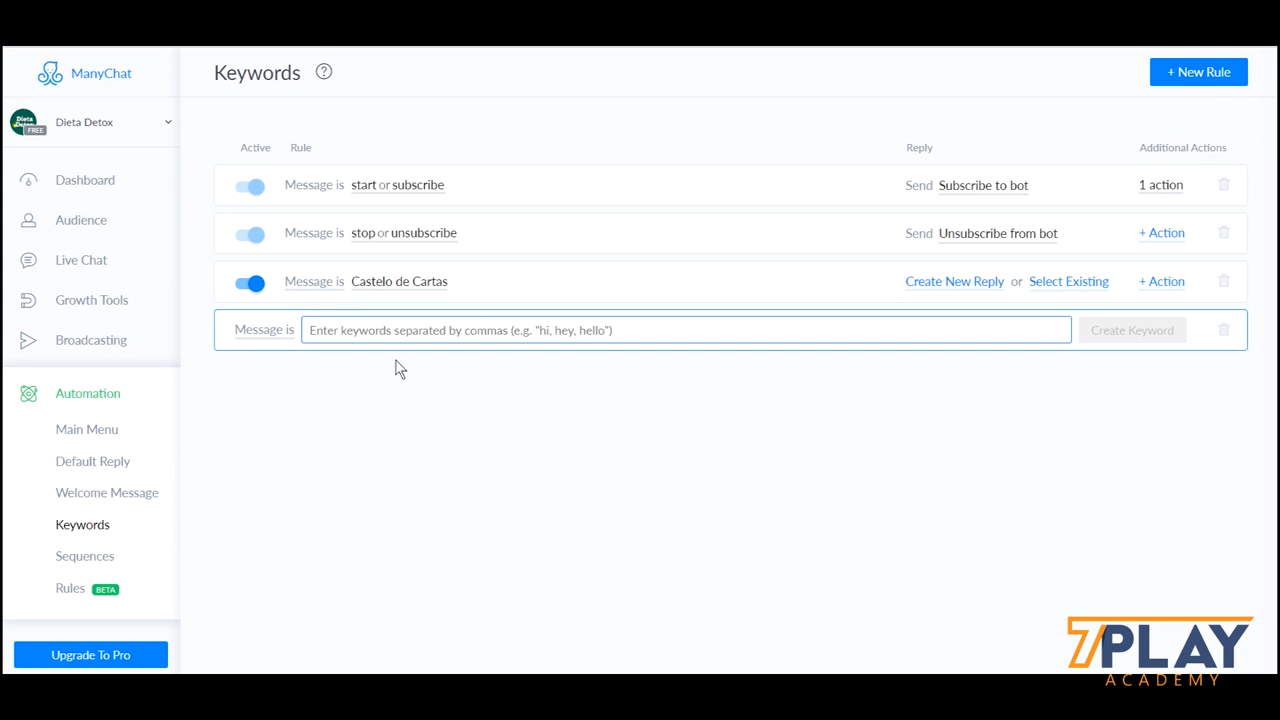 ManyChat
Keywords ?
+ New Rule
Dieta Detox FREE
Dieta Detox
Active Rule Reply Additional Actions
Message is start or subscribe Send Subscribe to bot 1 action
Message is stop or unsubscribe Send Unsubscribe from bot + Action
Message is Castelo de Cartas Create New Reply or Select Existing + Action
Message is Enter keywords separated by commas (e.g. "hi, hey, hello") Create Keyword
Dashboard
Audience
Live Chat
Growth Tools
Broadcasting
Automation
Main Menu
Default Reply
Welcome Message
Keywords
Sequences
Rules BETA
Upgrade To Pro
7PLAY
ACADEMY